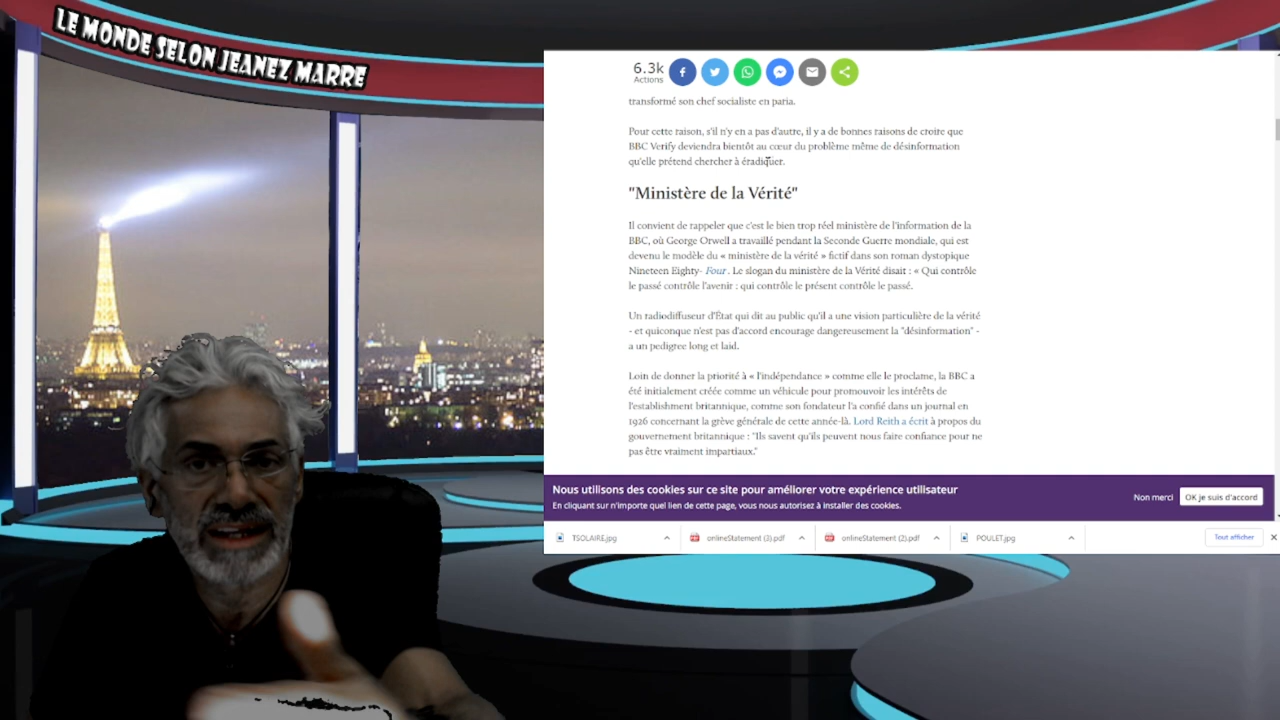 LE MONDE SELON JEANEZ MARRE
6.3k
Actions
transformé son chef socialiste en paria.
Pour cette raison, s'il n'y en a pas d'autre, il y a de bonnes raisons de croire que
BBC Verify deviendra bientôt au cœur du problème même de désinformation
qu'elle prétend chercher à éradiquer.
"Ministère de la Vérité"
Il convient de rappeler que c'est le bien trop réel ministère de l'information de la
BBC, où George Orwell a travaillé pendant la Seconde Guerre mondiale, qui est
devenu le modèle du « ministère de la vérité » fictif dans son roman dystopique
Nineteen Eighty- Four . Le slogan du ministère de la Vérité disait : « Qui contrôle
le passé contrôle l'avenir : qui contrôle le présent contrôle le passé.
Un radiodiffuseur d'État qui dit au public qu'il a une vision particulière de la vérité
- et quiconque n'est pas d'accord encourage dangereusement la "désinformation" -
a un pedigree long et laid.
Loin de donner la priorité à « l'indépendance » comme elle le proclame, la BBC a
été initialement créée comme un véhicule pour promouvoir les intérêts de
l'establishment britannique, comme son fondateur l'a confié dans un journal en
1926 concernant la grève générale de cette année-là. Lord Reith a écrit à propos du
gouvernement britannique : "Ils savent qu'ils peuvent nous faire confiance pour ne
pas être vraiment impartiaux."
Nous utilisons des cookies sur ce site pour améliorer votre expérience utilisateur
En cliquant sur n'importe quel lien de cette page, vous nous autorisez à installer des cookies.
Non merci
OK je suis d'accord
TSOLAIRE.jpg
onlineStatement (3).pdf
onlineStatement (2).pdf
POULET.jpg
Tout afficher